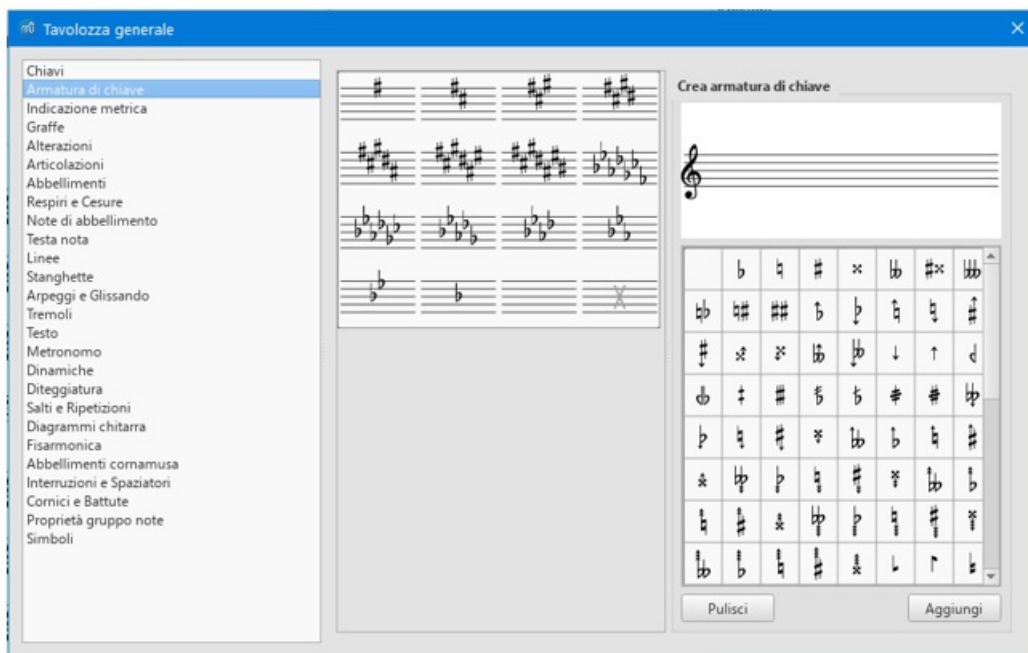 Tavolozza generale
Chiavi
Armatura di chiave
Indicazione metrica
Graffe
Alterazioni
Articolazioni
Abbellimenti
Respiri e Cesure
Note di abbellimento
Testa nota
Linee
Stanghette
Arpeggi e Glissando
Tremoli
Testo
Metronomo
Dinamiche
Diteggiatura
Salti e Ripetizioni
Diagrammi chitarra
Fisarmonica
Abbellimenti cornamusa
Interruzioni e Spaziatori
Cornici e Battute
Proprietà gruppo note
Simboli
Crea armatura di chiave
Pulisci
Aggiungi